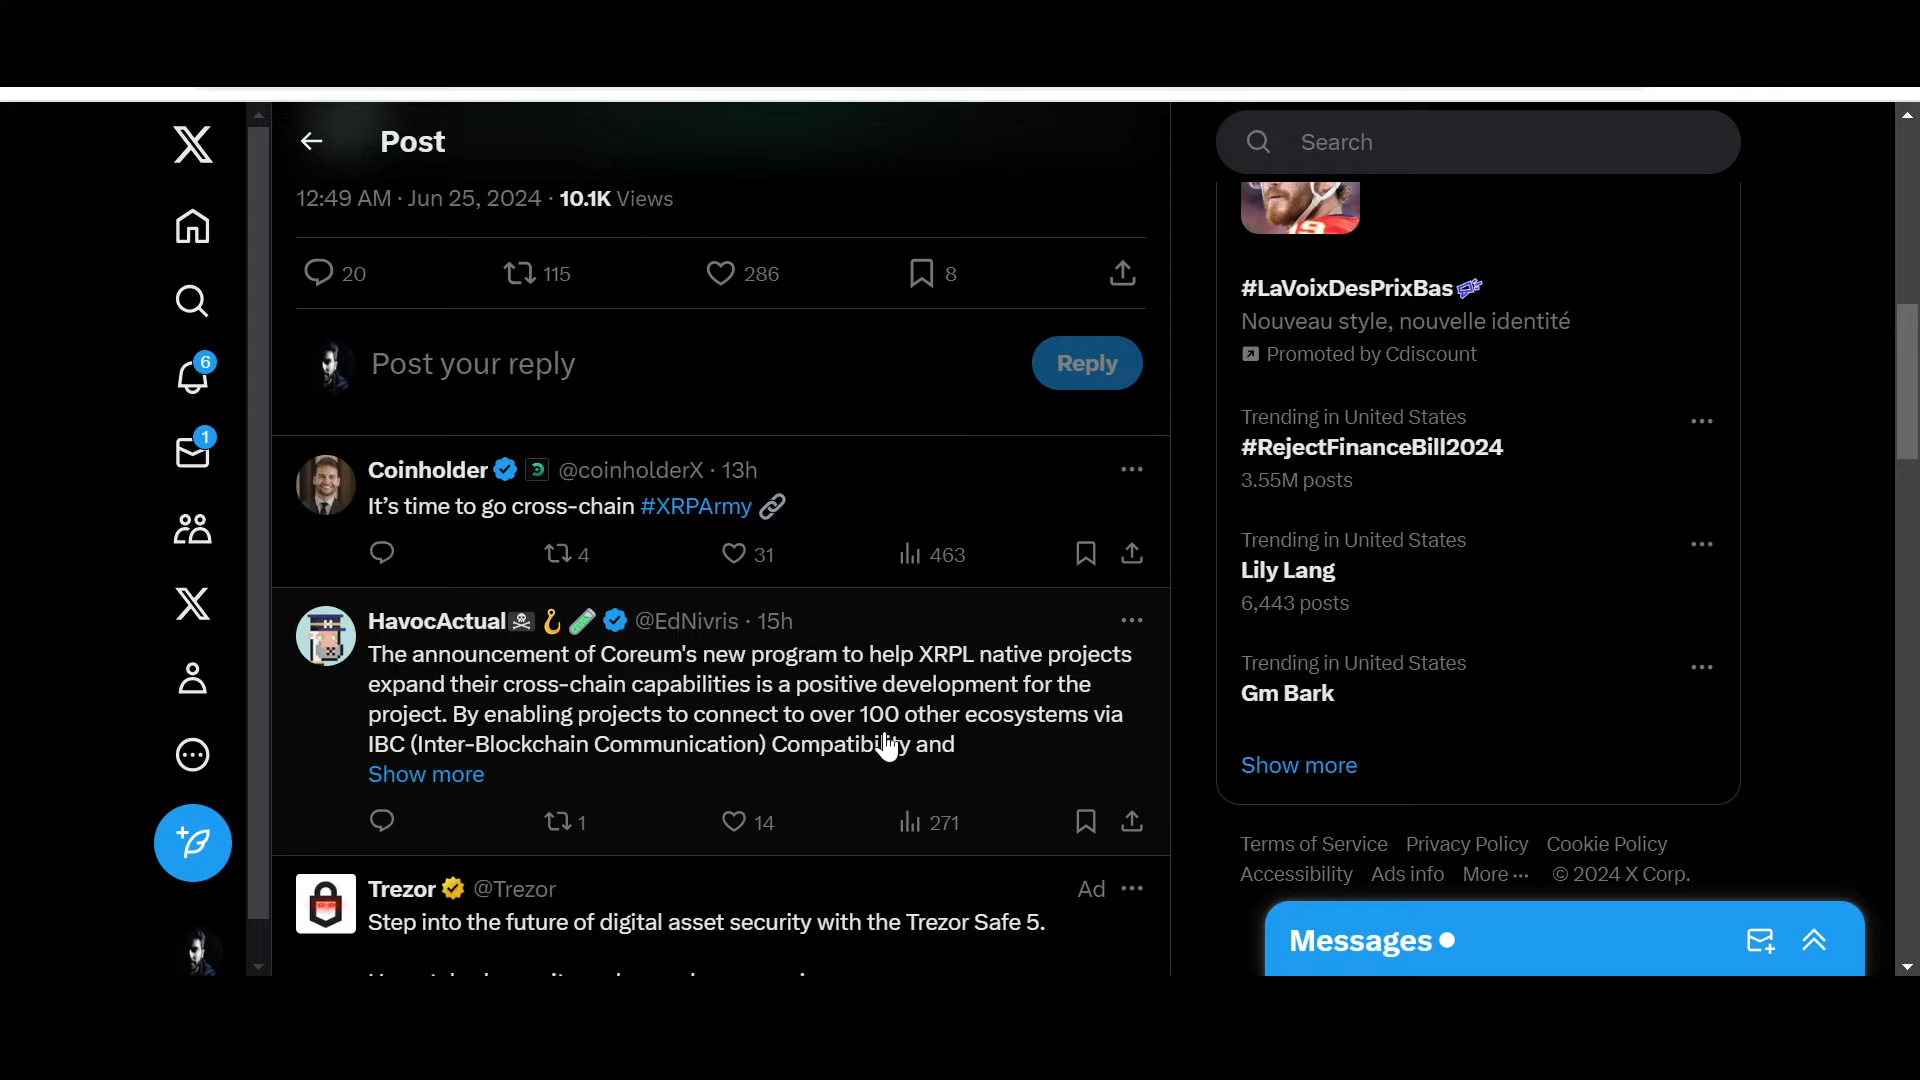 Post
12:49 AM · Jun 25, 2024 · 10.1K Views
20
115
286
8
Post your reply
Reply
Coinholder @coinholderX · 13h
It’s time to go cross-chain #XRPArmy
4
31
463
HavocActual @EdNivris · 15h
The announcement of Coreum's new program to help XRPL native projects
expand their cross-chain capabilities is a positive development for the
project. By enabling projects to connect to over 100 other ecosystems via
IBC (Inter-Blockchain Communication) Compatibility and
Show more
1
14
271
Trezor @Trezor
Ad
Step into the future of digital asset security with the Trezor Safe 5.
6
1
Search
#LaVoixDesPrixBas
Nouveau style, nouvelle identité
Promoted by Cdiscount
Trending in United States
#RejectFinanceBill2024
3.55M posts
Trending in United States
Lily Lang
6,443 posts
Trending in United States
Gm Bark
Show more
Terms of Service Privacy Policy Cookie Policy
Accessibility Ads info More ··· © 2024 X Corp.
Messages